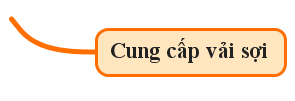 Cung cấp vải sợi